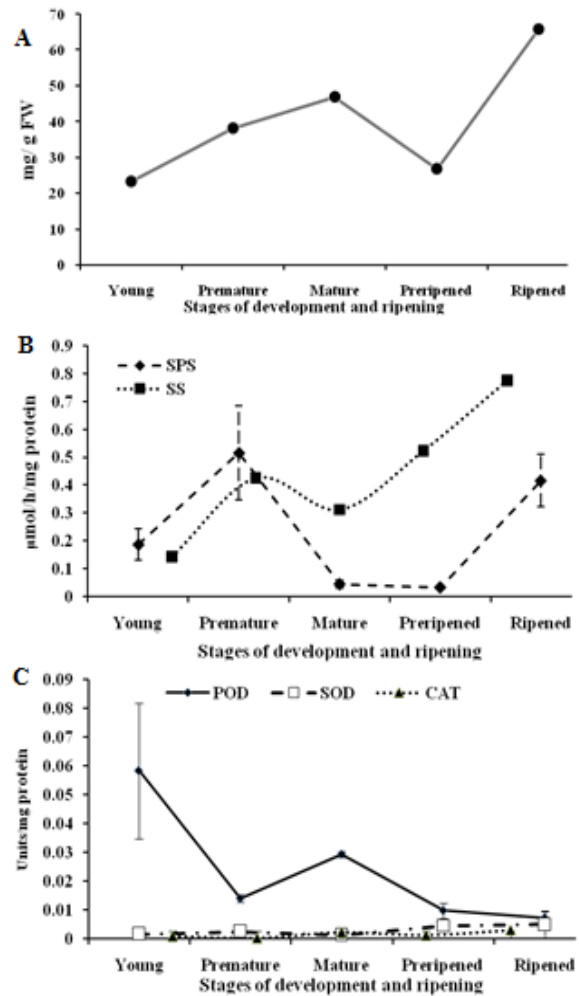 A
70
60
50
40
30
20
10
0
mg/ g FW
Young Premature Mature Preripened Ripened
Stages of development and ripening
B
0.9
0.8
0.7
0.6
0.5
0.4
0.3
0.2
0.1
0
µmol/h/mg protein
SPS
SS
Young Premature Mature Preripened Ripened
Stages of development and ripening
C
0.09
0.08
0.07
0.06
0.05
0.04
0.03
0.02
0.01
0
Units/mg protein
POD SOD CAT
Young Premature Mature Preripened Ripened
Stages of development and ripening